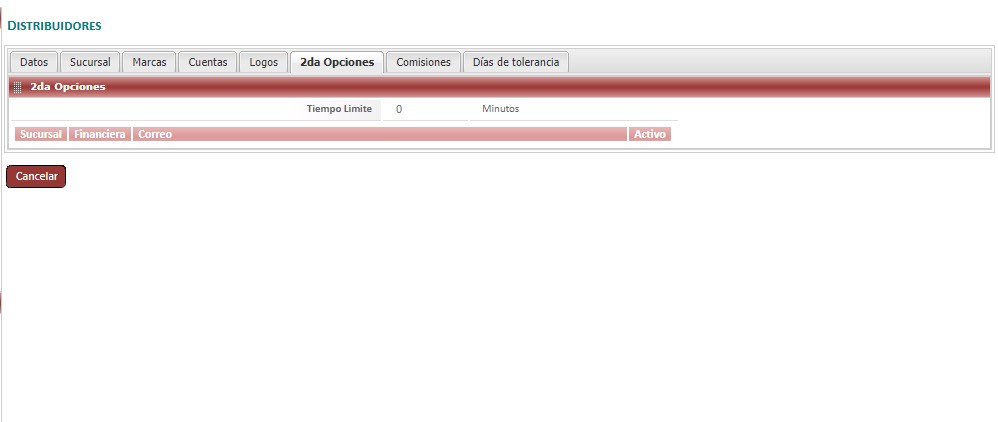 DISTRIBUIDORES
Datos Sucursal Marcas Cuentas Logos 2da Opciones Comisiones Días de tolerancia
2da Opciones
Tiempo Limite 0 Minutos
Sucursal Financiera Correo Activo
Cancelar